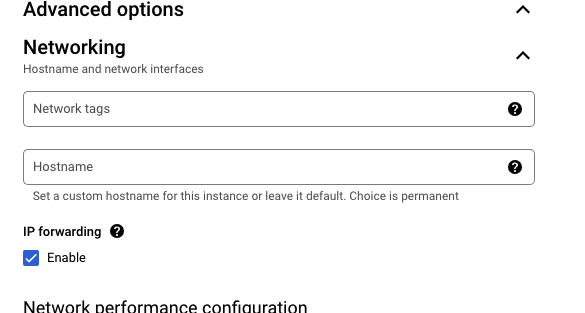 Advanced options
Networking
Hostname and network interfaces
Network tags
Hostname
Set a custom hostname for this instance or leave it default. Choice is permanent
IP forwarding
Enable
Network performance configuration